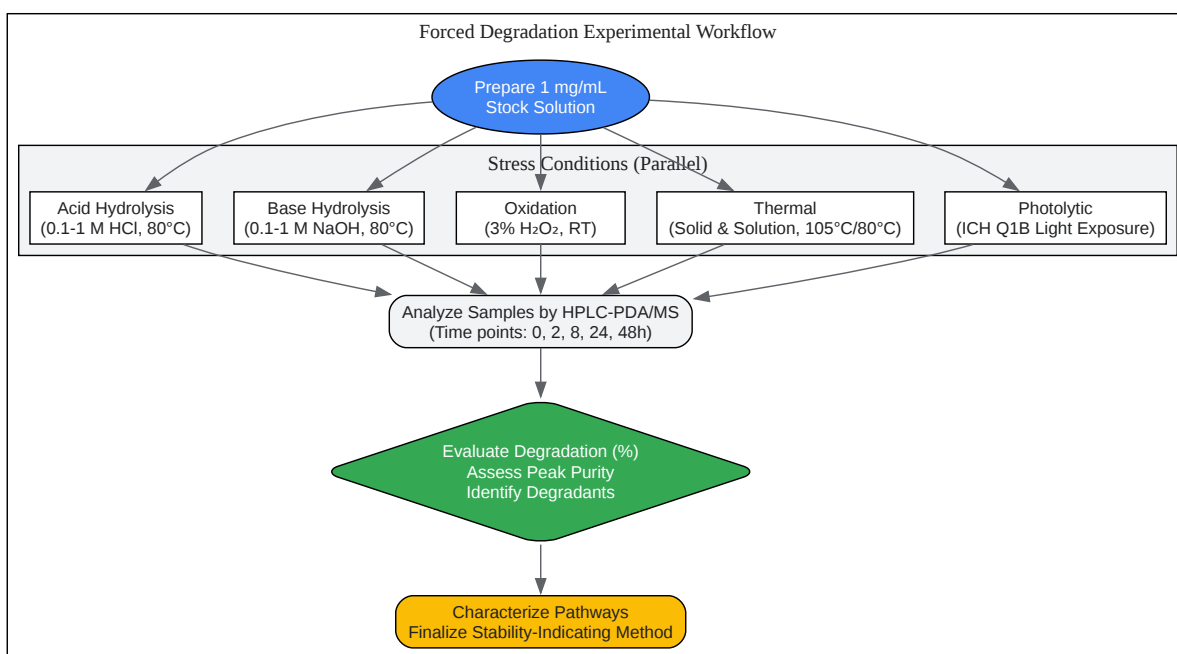 Forced Degradation Experimental Workflow
Prepare 1 mg/mL
Stock Solution
Stress Conditions (Parallel)
Acid Hydrolysis
(0.1-1 M HCl, 80°C)
Base Hydrolysis
(0.1-1 M NaOH, 80°C)
Oxidation
(3% H₂O₂, RT)
Thermal
(Solid & Solution, 105°C/80°C)
Photolytic
(ICH Q1B Light Exposure)
Analyze Samples by HPLC-PDA/MS
(Time points: 0, 2, 8, 24, 48h)
Evaluate Degradation (%)
Assess Peak Purity
Identify Degradants
Characterize Pathways
Finalize Stability-Indicating Method